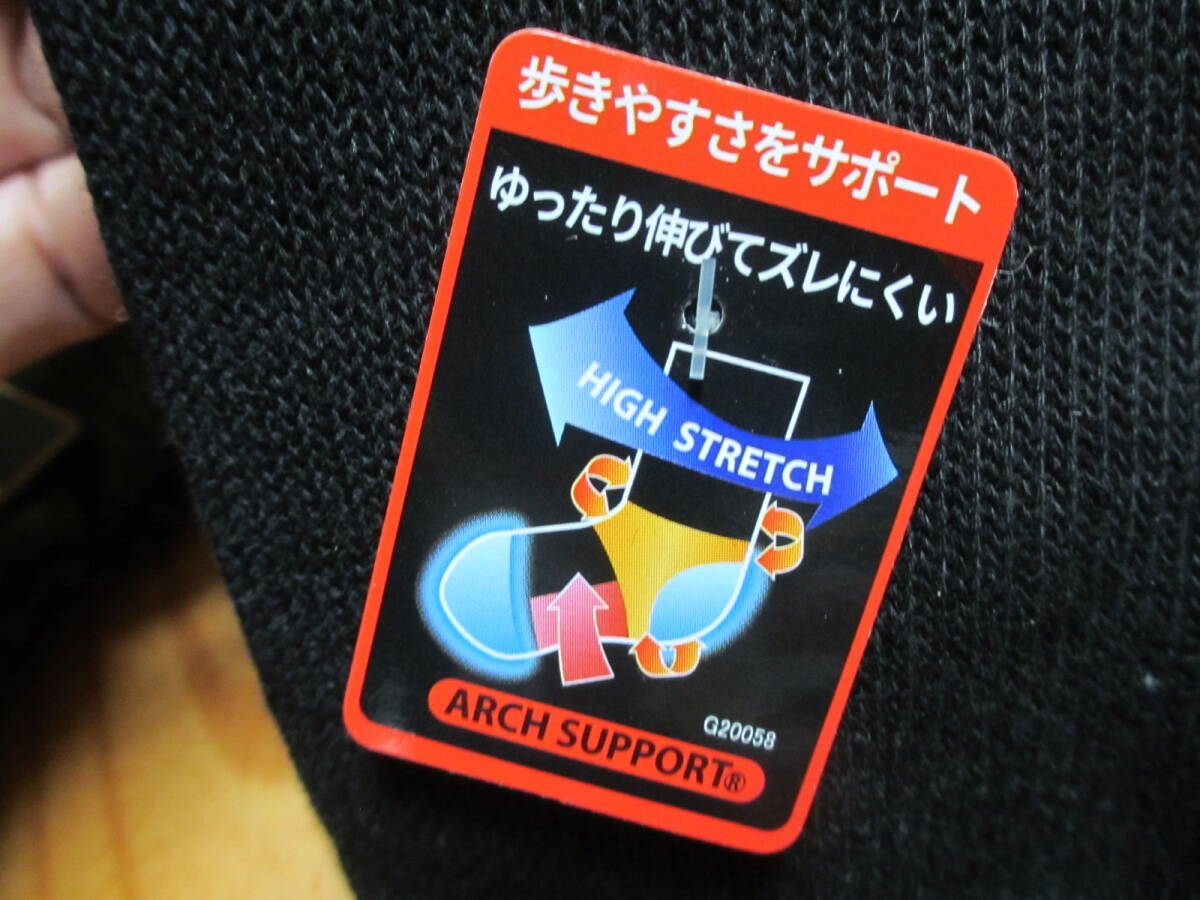 歩きやすさをサポート
ゆったり伸びてズレにくい
HIGH STRETCH
G20058
ARCH SUPPORT®